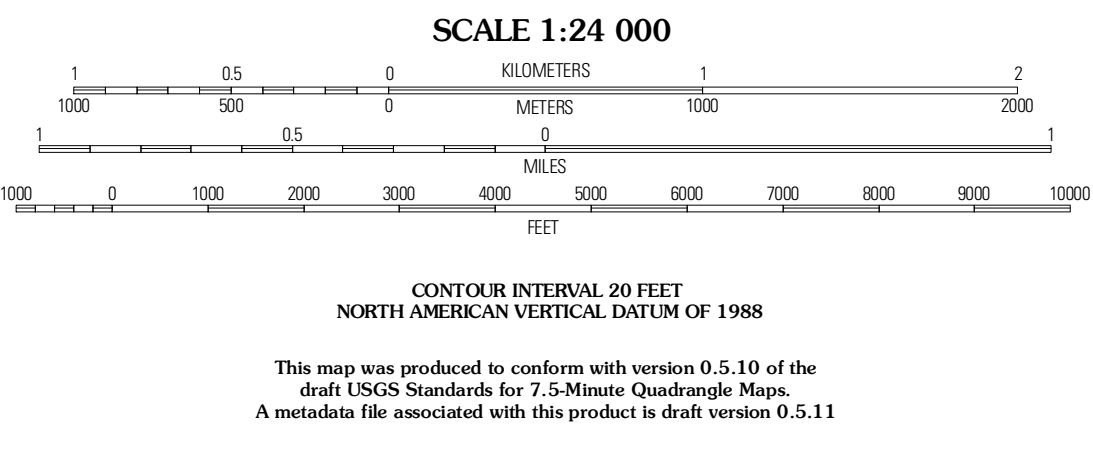 SCALE 1:24 000
KILOMETERS
1 0.5 0 1 2
1000 500 0 METERS 1000 2000
1 0.5 0 1
MILES
1000 0 1000 2000 3000 4000 5000 6000 7000 8000 9000 10000
FEET
CONTOUR INTERVAL 20 FEET
NORTH AMERICAN VERTICAL DATUM OF 1988
This map was produced to conform with version 0.5.10 of the
draft USGS Standards for 7.5-Minute Quadrangle Maps.
A metadata file associated with this product is draft version 0.5.11